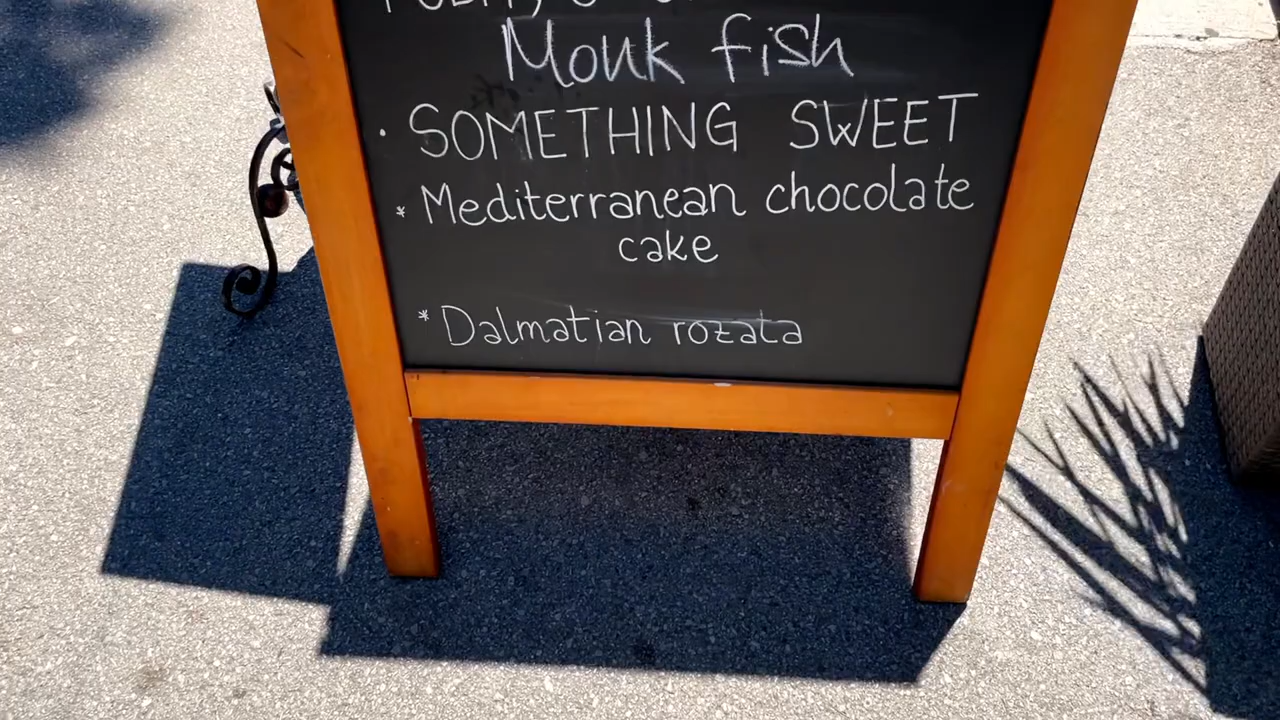 Monk fish
· SOMETHING SWEET
* Mediterranean chocolate
cake
* Dalmatian rozata